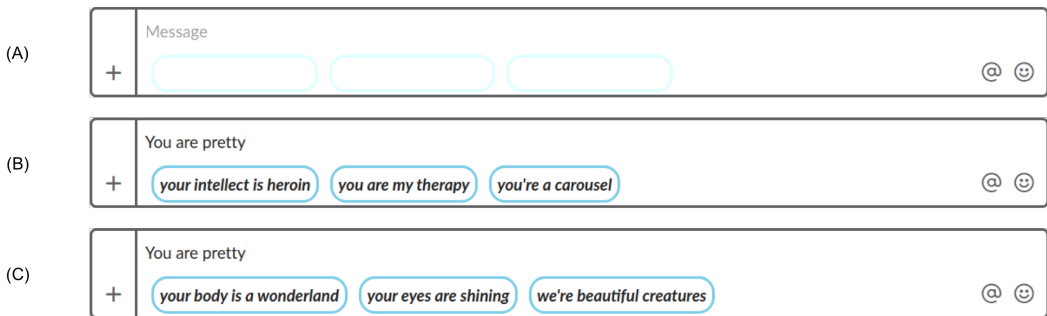 (A)
Message
+ @
(B)
You are pretty
+ your intellect is heroin you are my therapy you're a carousel @
(C)
You are pretty
+ your body is a wonderland your eyes are shining we're beautiful creatures @